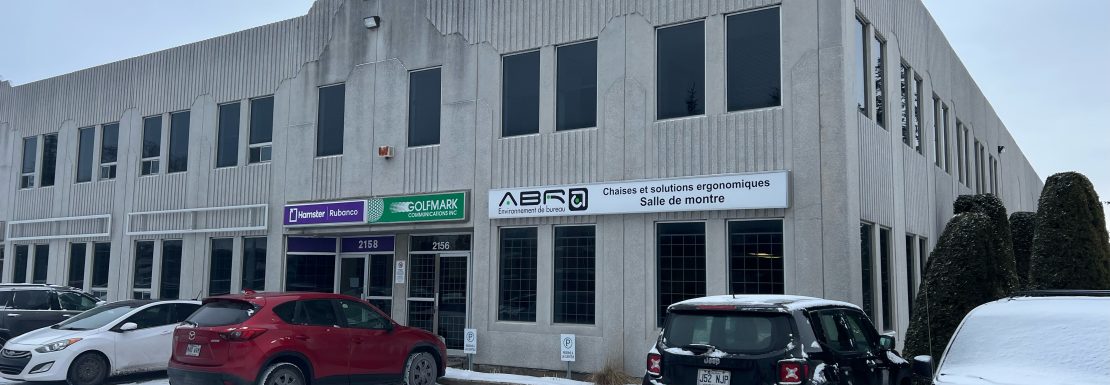 Hamster Rubanco
GOLFMARK
COMMUNICATIONS INC
ABR
Environnement de bureau
Chaises et solutions ergonomiques
Salle de montre
2158
2156
P
P
Jeep
J52 NJP